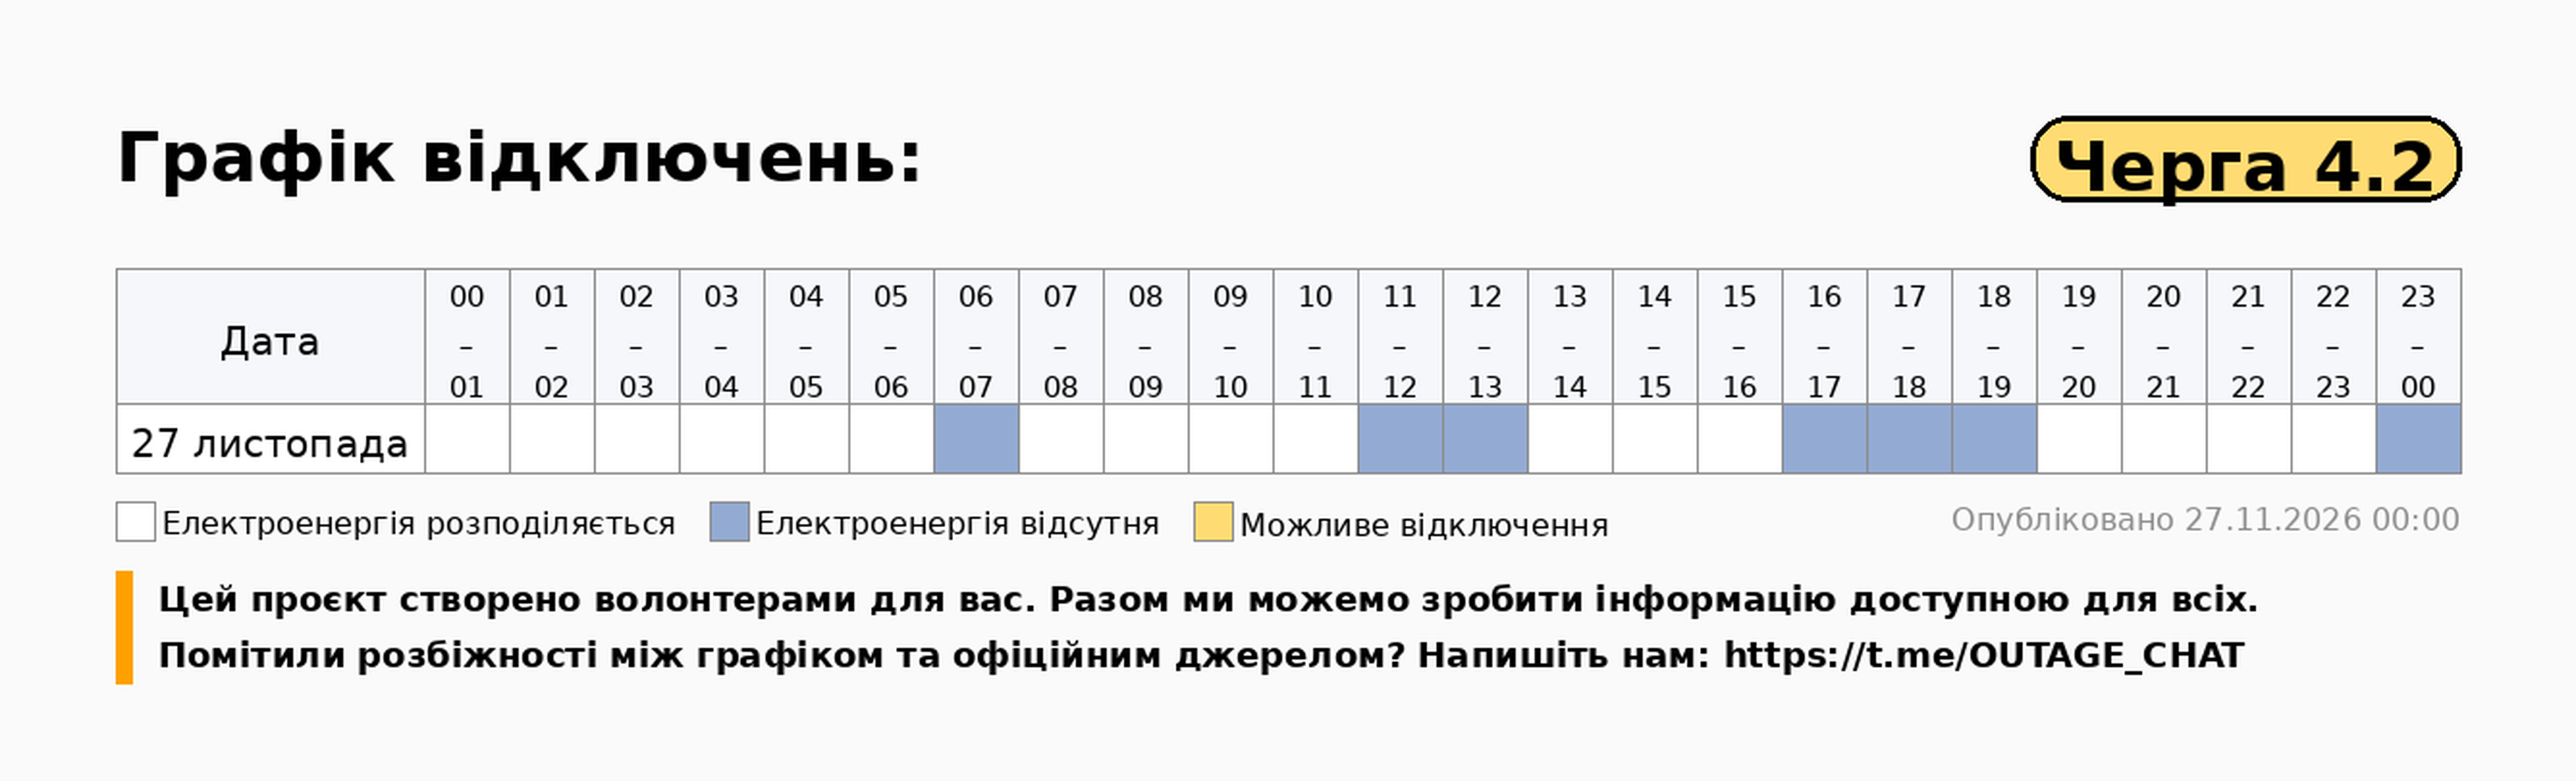 Графік відключень:
Черга 4.2
Дата
00 – 01
01 – 02
02 – 03
03 – 04
04 – 05
05 – 06
06 – 07
07 – 08
08 – 09
09 – 10
10 – 11
11 – 12
12 – 13
13 – 14
14 – 15
15 – 16
16 – 17
17 – 18
18 – 19
19 – 20
20 – 21
21 – 22
22 – 23
23 – 00
27 листопада
Електроенергія розподіляється
Електроенергія відсутня
Можливе відключення
Опубліковано 27.11.2026 00:00
Цей проєкт створено волонтерами для вас. Разом ми можемо зробити інформацію доступною для всіх.
Помітили розбіжності між графіком та офіційним джерелом? Напишіть нам: https://t.me/OUTAGE_CHAT